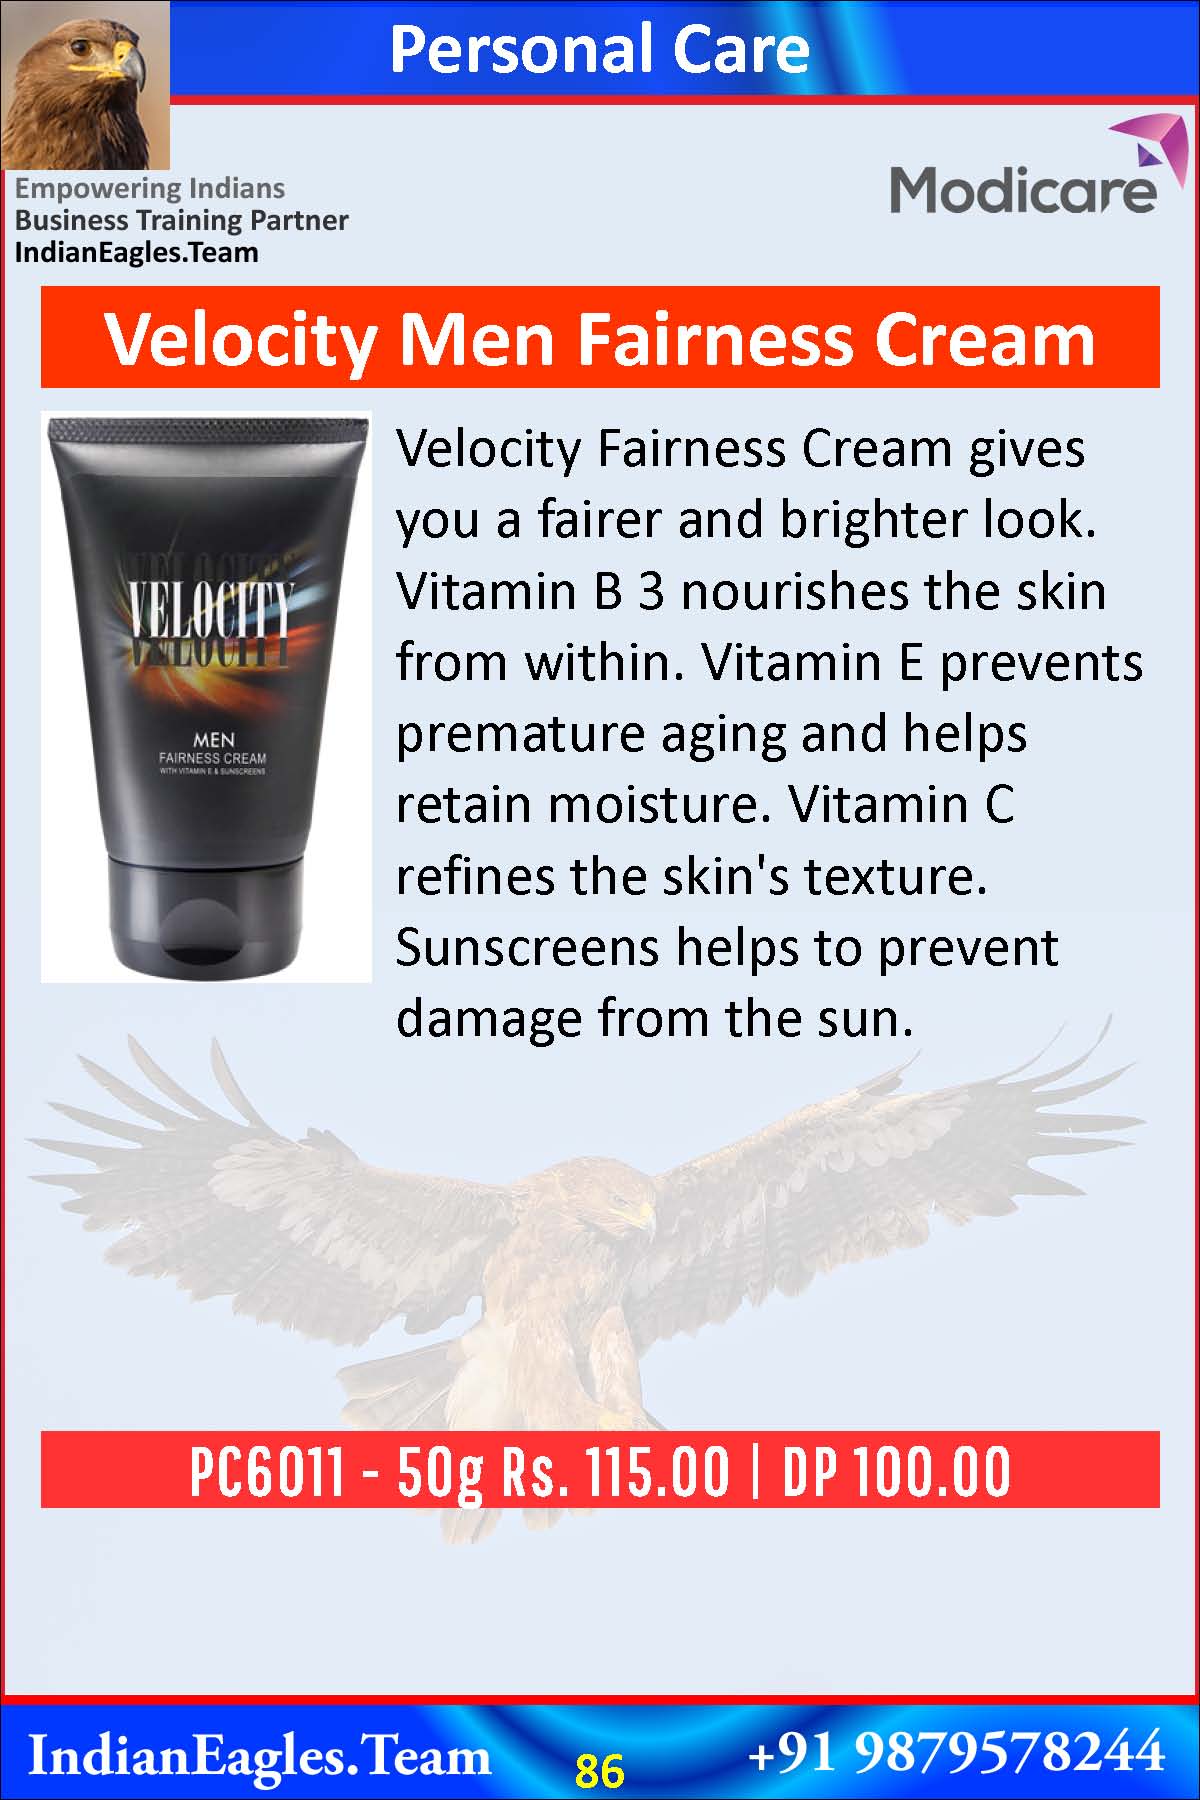 Personal Care
Empowering Indians
Business Training Partner
IndianEagles.Team
Modicare
Velocity Men Fairness Cream
VELOCITY
MEN
FAIRNESS CREAM
WITH VITAMIN E & SUNSCREENS
Velocity Fairness Cream gives
you a fairer and brighter look.
Vitamin B 3 nourishes the skin
from within. Vitamin E prevents
premature aging and helps
retain moisture. Vitamin C
refines the skin's texture.
Sunscreens helps to prevent
damage from the sun.
PC6011 - 50g Rs. 115.00 | DP 100.00
IndianEagles.Team
86
+91 9879578244